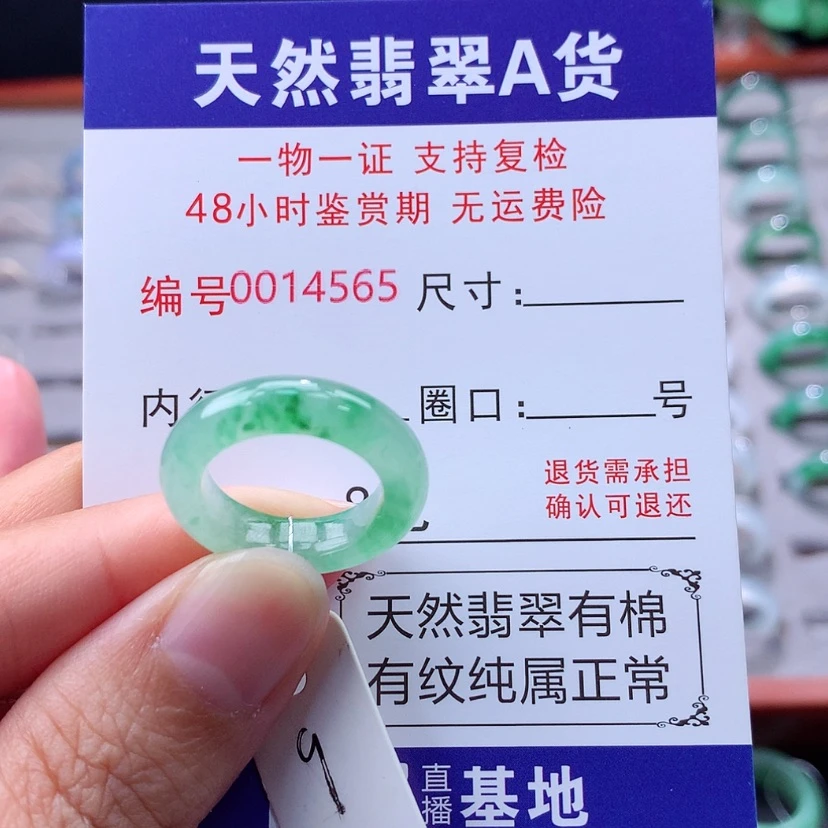 天然翡翠A货
一物一证 支持复检
48小时鉴赏期 无运费险
编号0014565 尺寸:
内 圈口: 号
退货需承担
确认可退还
天然翡翠有棉
有纹纯属正常
9
直播基地